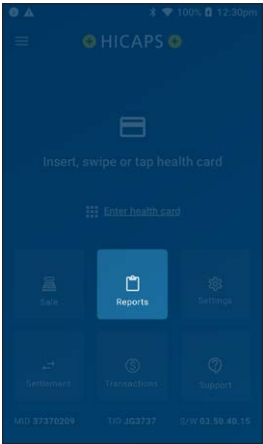 100% 12:30pm
HICAPS
Insert, swipe or tap health card
Enter health card
Sale Reports Settings
Settlement Transactions Support
MID 37370209 TID JG3737 S/W 03.50.40.15